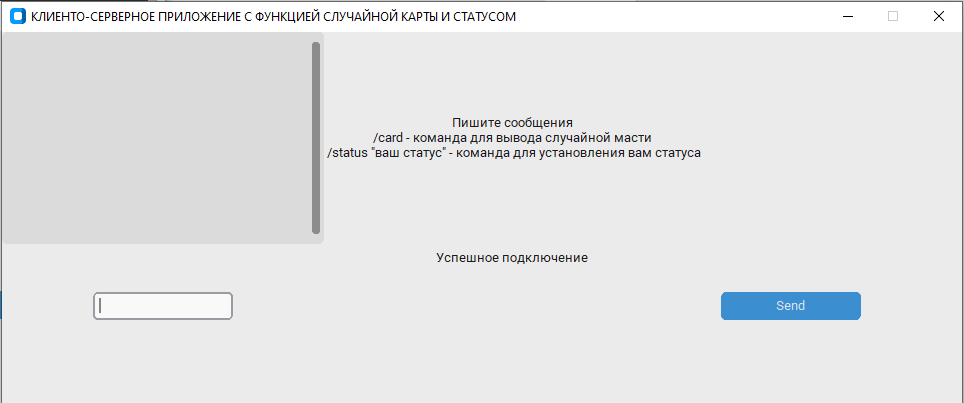 КЛИЕНТО-СЕРВЕРНОЕ ПРИЛОЖЕНИЕ С ФУНКЦИЕЙ СЛУЧАЙНОЙ КАРТЫ И СТАТУСОМ
Пишите сообщения
/card - команда для вывода случайной масти
/status "ваш статус" - команда для установления вам статуса
Успешное подключение
Send